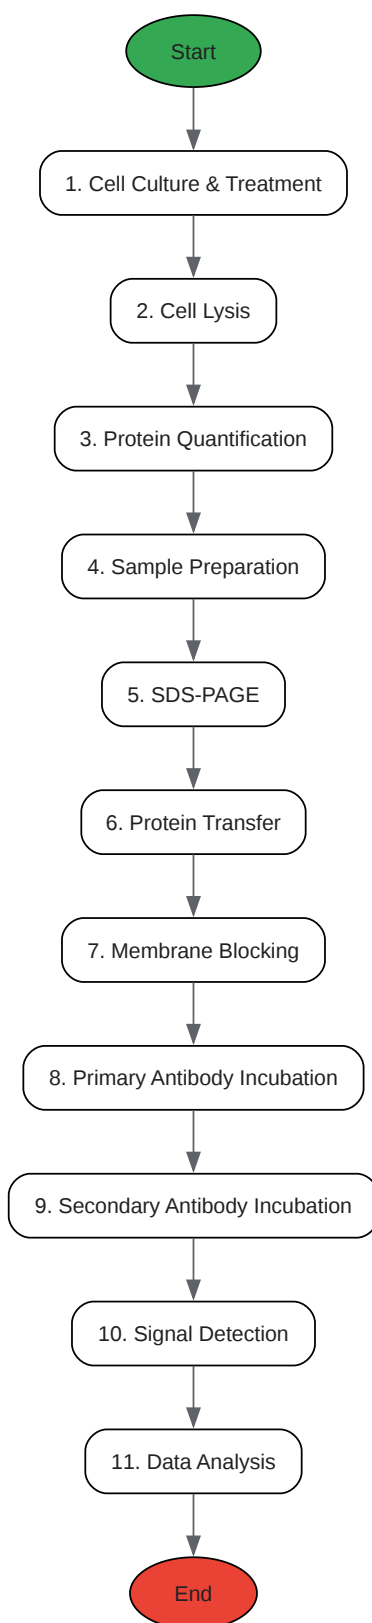 Start
1. Cell Culture & Treatment
2. Cell Lysis
3. Protein Quantification
4. Sample Preparation
5. SDS-PAGE
6. Protein Transfer
7. Membrane Blocking
8. Primary Antibody Incubation
9. Secondary Antibody Incubation
10. Signal Detection
11. Data Analysis
End